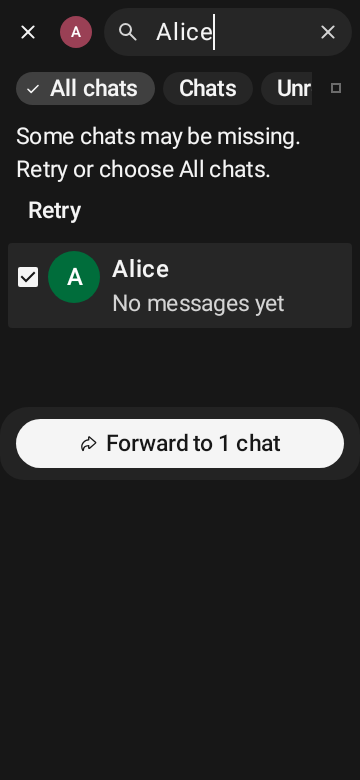 A
Alice
All chats
Chats
Unr
Some chats may be missing.
Retry or choose All chats.
Retry
A
Alice
No messages yet
Forward to 1 chat